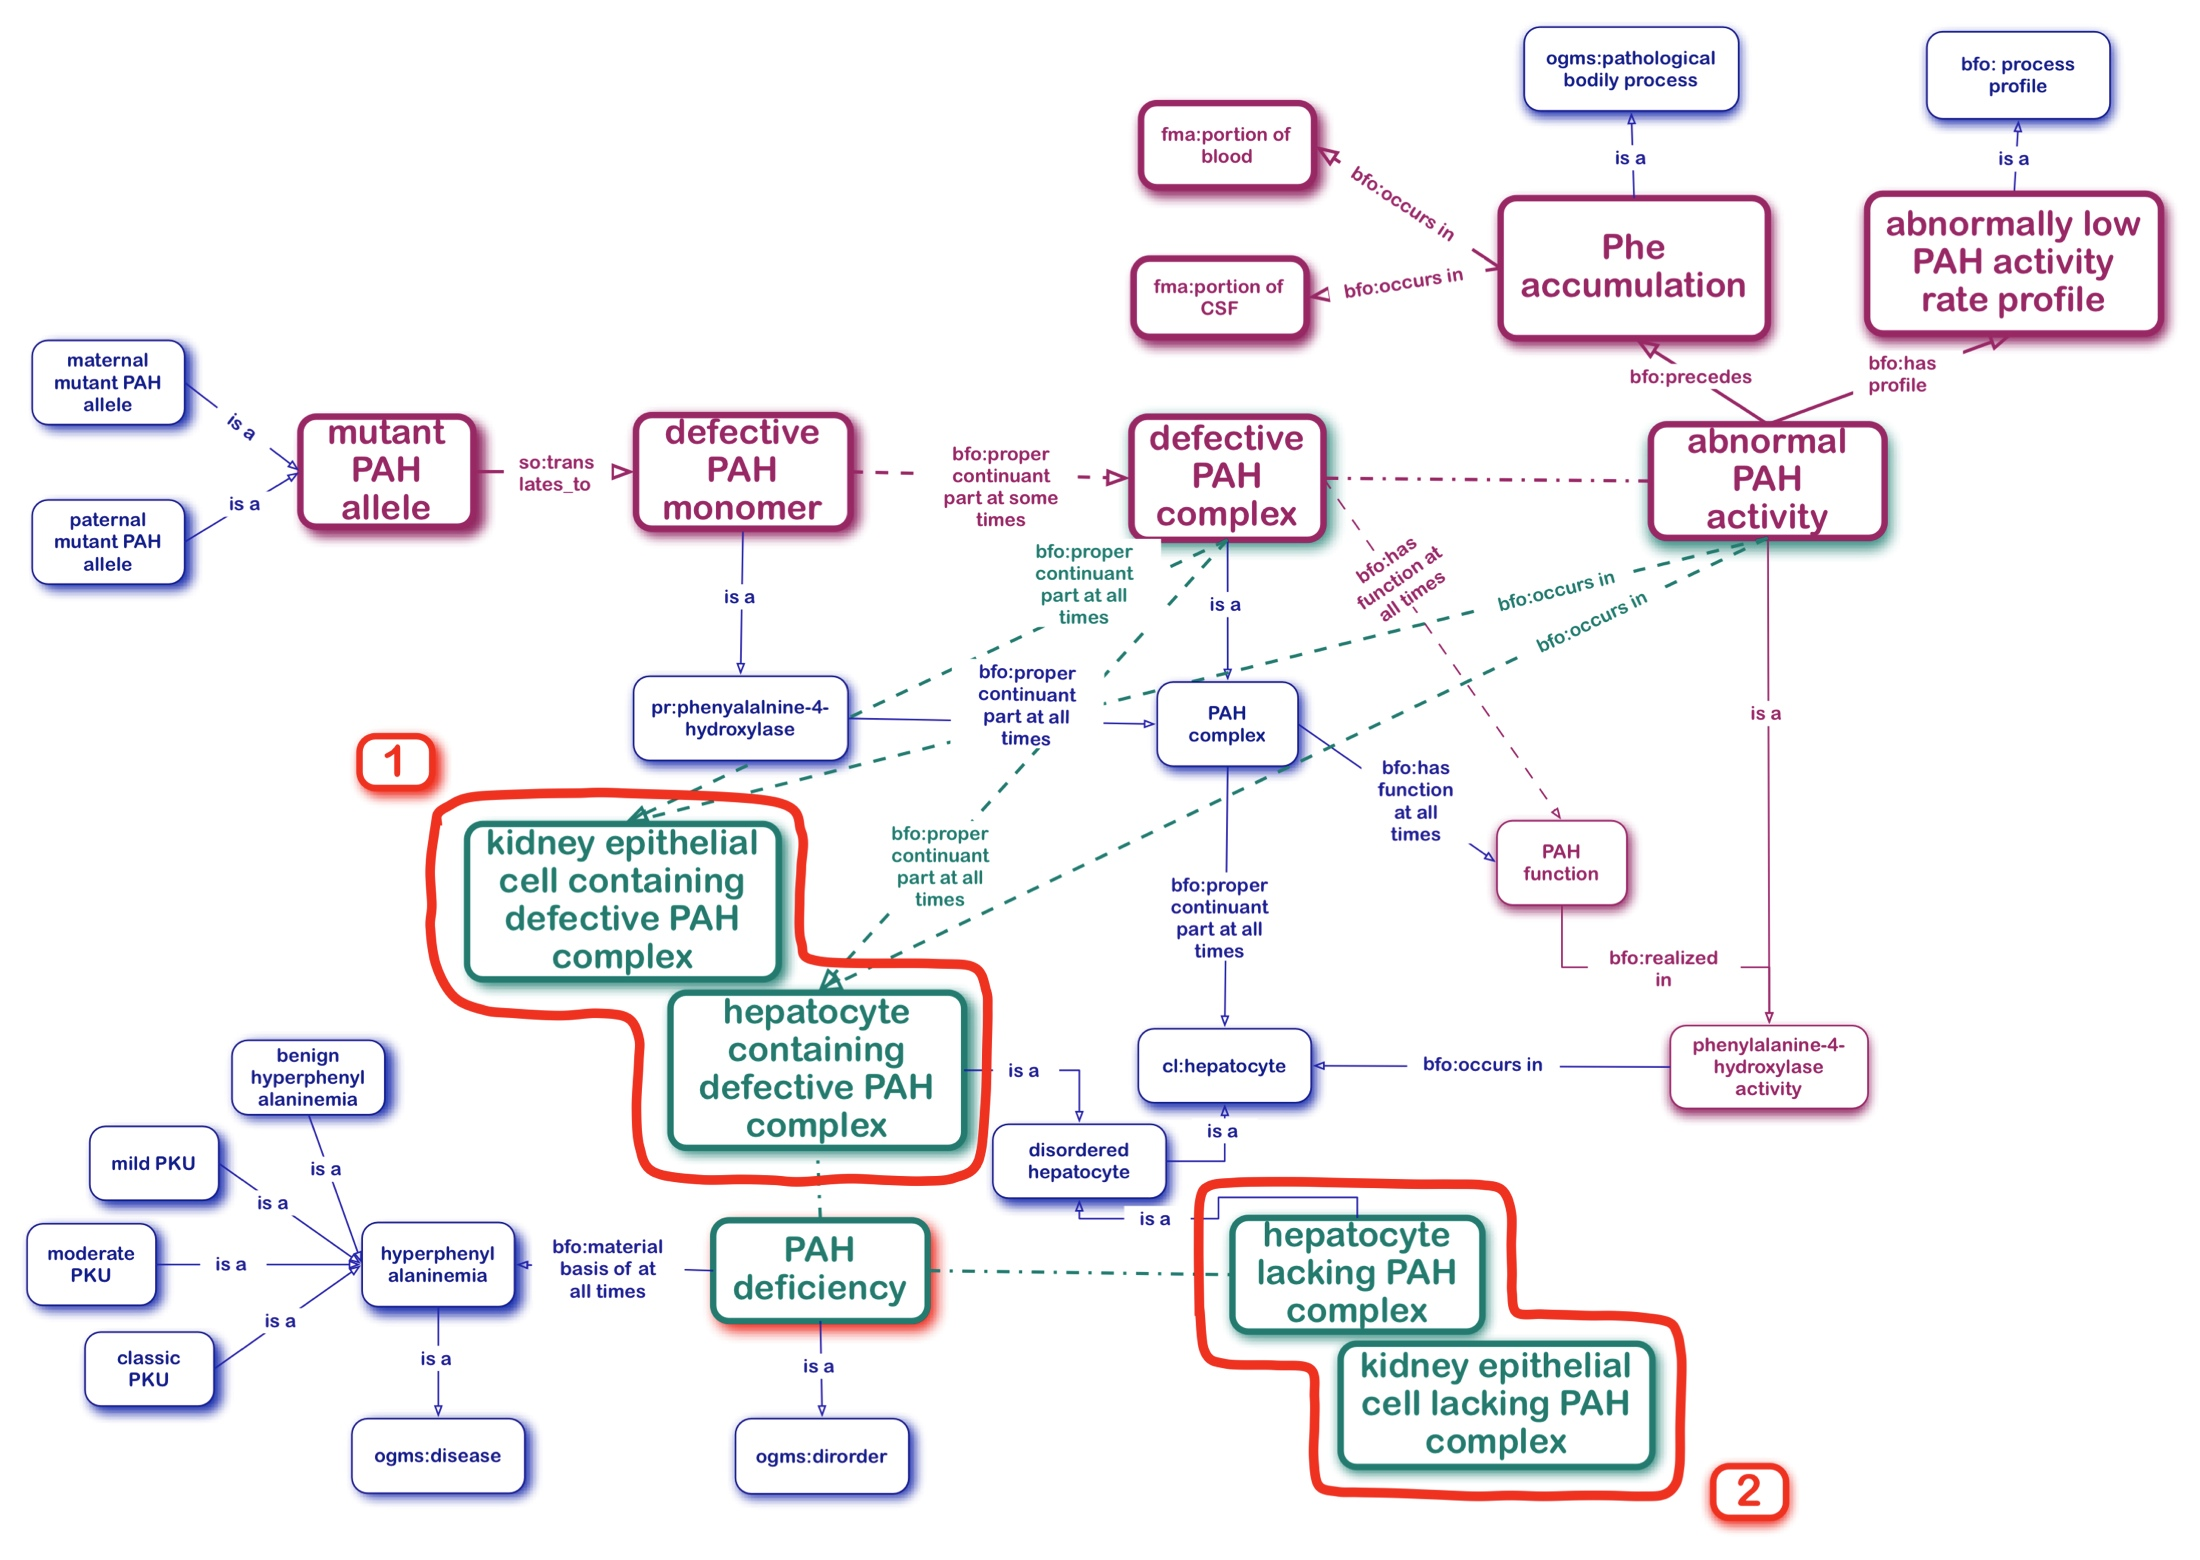 ogms:pathological
bodily process
bfo: process
profile
is a
is a
fma:portion of
blood
bfo:occurs in
Phe
accumulation
abnormally low
PAH activity
rate profile
fma:portion of
CSF
bfo:occurs in
bfo:precedes
bfo:has
profile
maternal
mutant PAH
allele
is a
paternal
mutant PAH
allele
is a
mutant
PAH
allele
so:trans
lates_to
defective
PAH
monomer
bfo:proper
continuant
part at some
times
defective
PAH
complex
abnormal
PAH
activity
is a
bfo:proper
continuant
part at all
times
is a
bfo:has
function at
all times
bfo:occurs in
bfo:occurs in
pr:phenyalalnine-4-
hydroxylase
bfo:proper
continuant
part at all
times
PAH
complex
is a
1
bfo:has
function
at all
times
kidney epithelial
cell containing
defective PAH
complex
bfo:proper
continuant
part at all
times
bfo:proper
continuant
part at all
times
PAH
function
bfo:realized
in
hepatocyte
containing
defective PAH
complex
is a
cl:hepatocyte
bfo:occurs in
phenylalanine-4-
hydroxylase
activity
is a
disordered
hepatocyte
is a
benign
hyperphenyl
alaninemia
is a
mild PKU
is a
moderate
PKU
is a
classic
PKU
is a
hyperphenyl
alaninemia
bfo:material
basis of at
all times
PAH
deficiency
hepatocyte
lacking PAH
complex
kidney epithelial
cell lacking PAH
complex
is a
is a
ogms:disease
ogms:dirorder
2